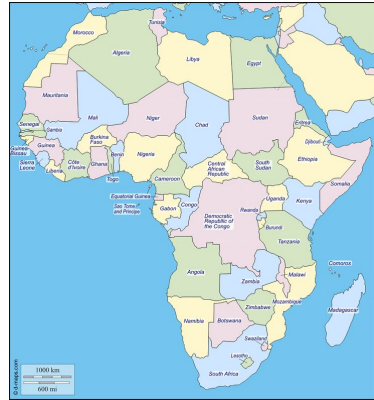 Tunisia
Morocco
Algeria
Libya
Egypt
Mauritania
Mali
Niger
Chad
Sudan
Eritrea
Senegal
Gambia
Guinea
Bissau
Guinea
Sierra
Leone
Liberia
Côte
d'Ivoire
Burkina
Faso
Ghana
Togo
Benin
Nigeria
Cameroon
Central
African
Republic
South
Sudan
Djibouti
Ethiopia
Somalia
Equatorial Guinea
Sao Tome
and Principe
Gabon
Congo
Democratic
Republic of
the Congo
Uganda
Kenya
Rwanda
Burundi
Tanzania
Comoros
Angola
Zambia
Malawi
Mozambique
Zimbabwe
Madagascar
Namibia
Botswana
Swaziland
Lesotho
South Africa
1000 km
600 mi
© d-maps.com